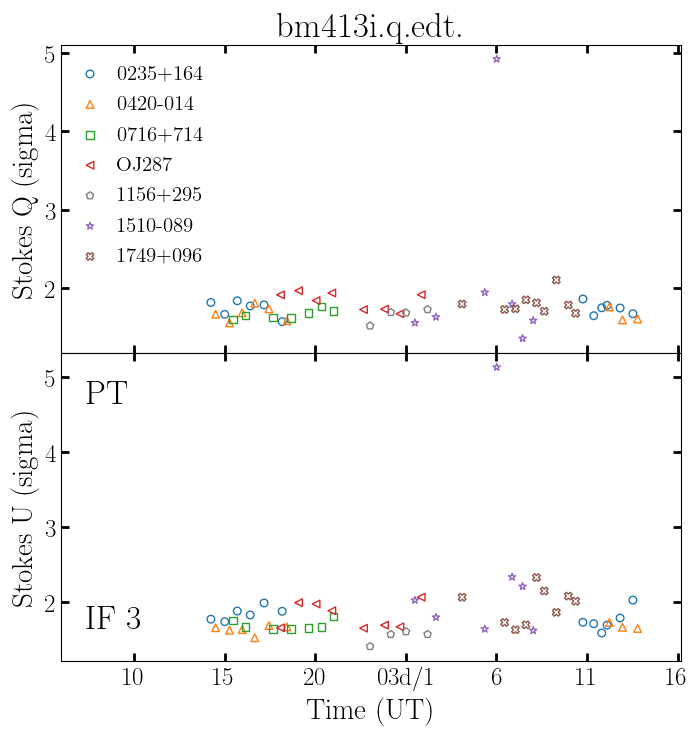 bm413i.q.edt.
Stokes Q (sigma)
5
4
3
2
0235+164
0420-014
0716+714
OJ287
1156+295
1510-089
1749+096
Stokes U (sigma)
5
4
3
2
PT
IF 3
10 15 20 03d/1 6 11 16
Time (UT)